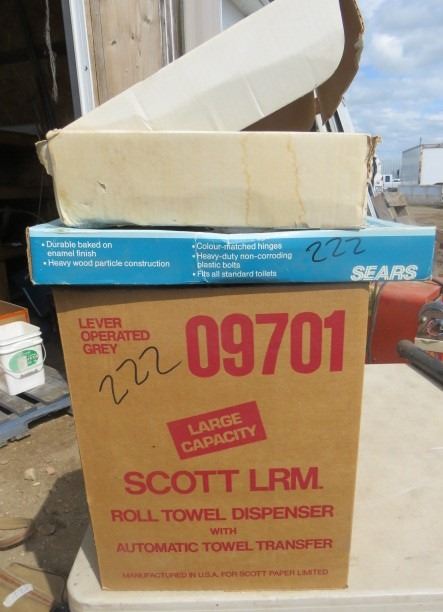 • Durable baked on
enamel finish
• Heavy wood particle construction
• Colour-matched hinges
• Heavy-duty non-corroding
plastic bolts
• Fits all standard toilets
222
SEARS
LEVER
OPERATED
GREY
09701
222
LARGE
CAPACITY
SCOTT LRM.
ROLL TOWEL DISPENSER
WITH
AUTOMATIC TOWEL TRANSFER
MANUFACTURED IN U.S.A. FOR SCOTT PAPER LIMITED